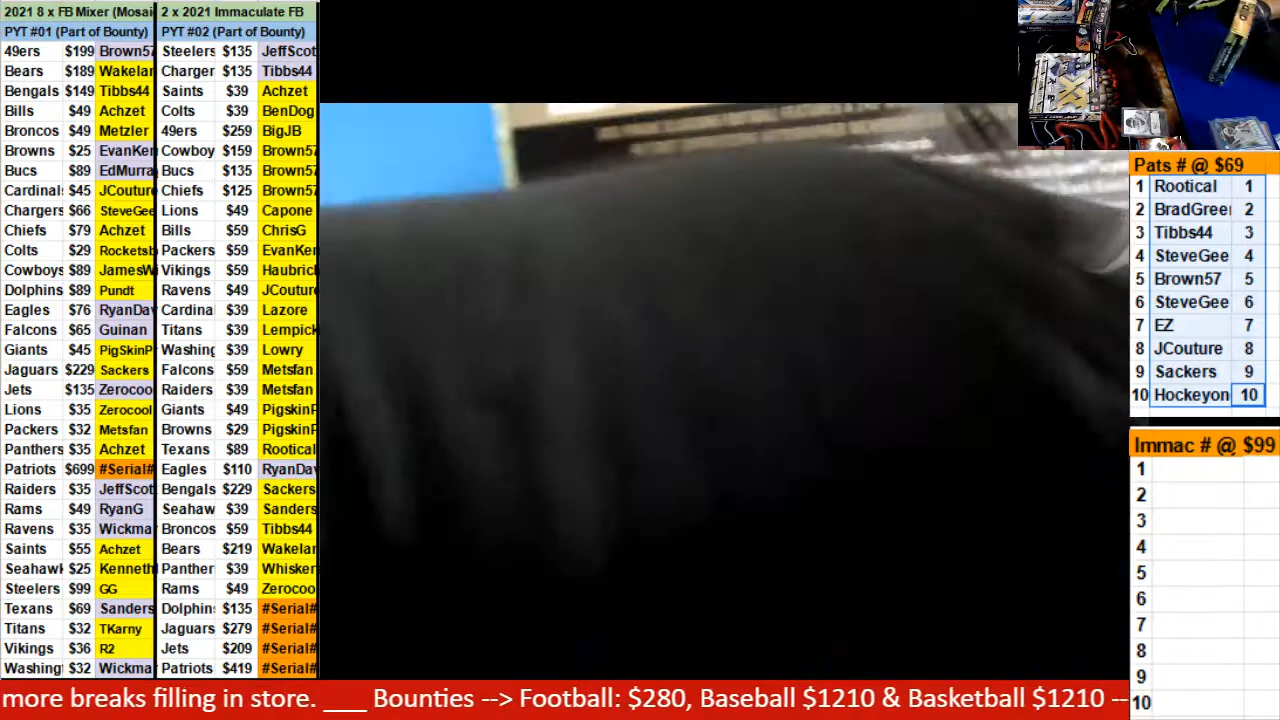 2021 8 x FB Mixer (Mosai 2 x 2021 Immaculate FB
PYT #01 (Part of Bounty) PYT #02 (Part of Bounty)
49ers $199 Brown57 Steelers $135 JeffScot
Bears $189 Wakelar Charger $135 Tibbs44
Bengals $149 Tibbs44 Saints $39 Achzet
Bills $49 Achzet Colts $39 BenDog
Broncos $49 Metzler 49ers $259 BigJB
Browns $25 EvanKer Cowboy $159 Brown57
Bucs $89 EdMurra Bucs $135 Brown57
Cardinals $45 JCouture Chiefs $125 Brown57
Chargers $66 SteveGee Lions $49 Capone
Chiefs $79 Achzet Bills $59 ChrisG
Colts $29 Rocketsb Packers $59 EvanKer
Cowboys $89 JamesWi Vikings $59 Haubrick
Dolphins $89 Pundt Ravens $49 JCouture
Eagles $76 RyanDav Cardina $39 Lazore
Falcons $65 Guinan Titans $39 Lempick
Giants $45 PigSkinP Washing $39 Lowry
Jaguars $229 Sackers Falcons $59 Metsfan
Jets $135 Zerocoo Raiders $39 Metsfan
Lions $35 Zerocool Giants $49 PigskinP
Packers $32 Metsfan Browns $29 PigskinP
Panthers $35 Achzet Texans $89 Rootical
Patriots $699 #Serial# Eagles $110 RyanDav
Raiders $35 JeffScot Bengals $229 Sackers
Rams $49 RyanG Seahaw $39 Sanders
Ravens $35 Wickma Broncos $59 Tibbs44
Saints $55 Achzet Bears $219 Wakelar
Seahawk $25 Kenneth Panther $39 Whisker
Steelers $99 GG Rams $49 Zerocoo
Texans $69 Sanders Dolphin $135 #Serial#
Titans $32 TKarny Jaguars $279 #Serial#
Vikings $36 R2 Jets $209 #Serial#
Washing $32 Wickma Patriots $419 #Serial#
Pats # @ $69
1 Rootical 1
2 BradGree 2
3 Tibbs44 3
4 SteveGee 4
5 Brown57 5
6 SteveGee 6
7 EZ 7
8 JCouture 8
9 Sackers 9
10 Hockeyon 10
Immac # @ $99
1
2
3
4
5
6
7
8
9
10
more breaks filling in store. ___ Bounties --> Football: $280, Baseball $1210 & Basketball $1210 --